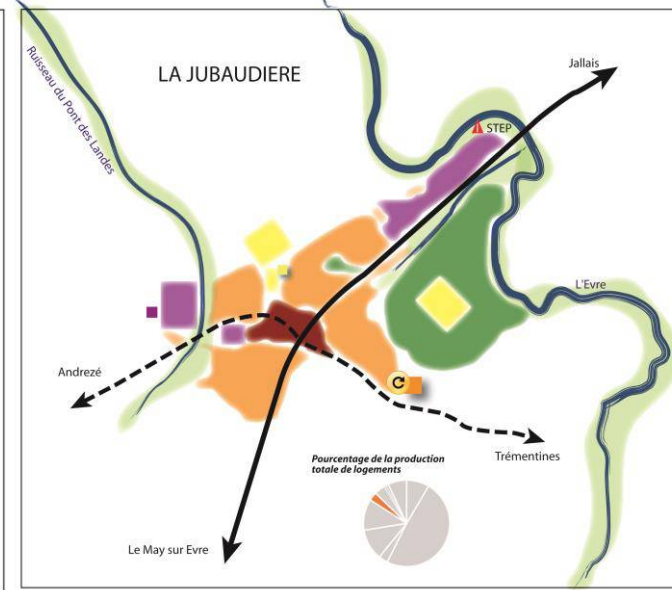 LA JUBAUDIERE
Jallais
Ruisseau du Pont des Landes
STEP
L'Evre
Andrezé
Trémentines
Pourcentage de la production
totale de logements
Le May sur Evre